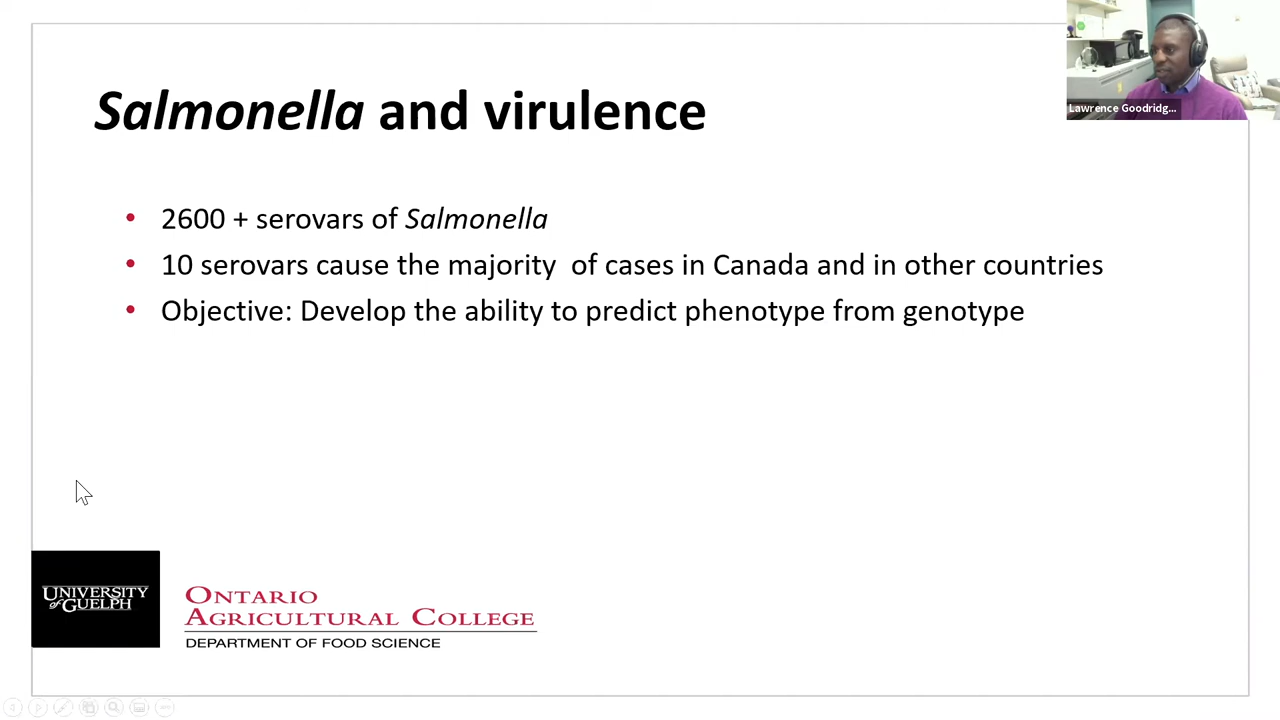 Salmonella and virulence
Lawrence Goodridg...
• 2600 + serovars of Salmonella
• 10 serovars cause the majority  of cases in Canada and in other countries
• Objective: Develop the ability to predict phenotype from genotype
UNIVERSITY
of GUELPH
ONTARIO
AGRICULTURAL COLLEGE
DEPARTMENT OF FOOD SCIENCE